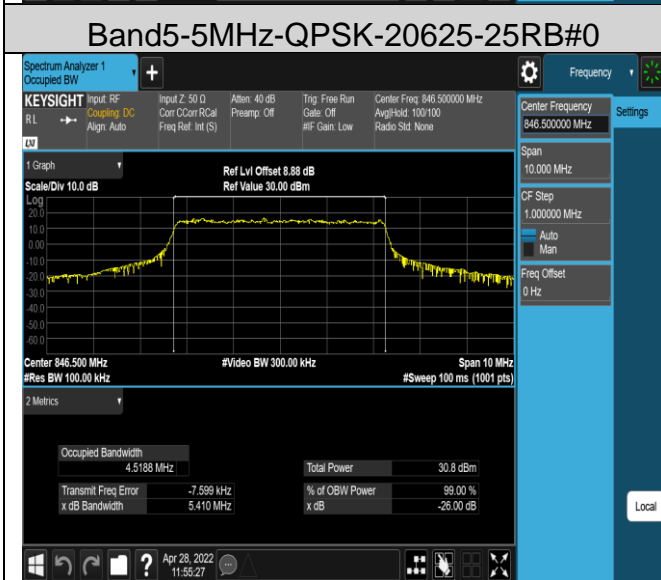 Band5-5MHz-QPSK-20625-25RB#0
Spectrum Analyzer 1
Occupied BW
+
Frequency
KEYSIGHT
RL
Input: RF
Coupling: DC
Align: Auto
Input Z: 50 Ω
Corr CCorr RCal
Freq Ref: Int (S)
Atten: 40 dB
Preamp: Off
Trig: Free Run
Gate: Off
#IF Gain: Low
Center Freq: 846.500000 MHz
Avg|Hold: 100/100
Radio Std: None
LXI
1 Graph
Scale/Div 10.0 dB
Ref Lvl Offset 8.88 dB
Ref Value 30.00 dBm
Log
20.0
10.0
0.00
-10.0
-20.0
-30.0
-40.0
-50.0
-60.0
Center 846.500 MHz
#Res BW 100.00 kHz
#Video BW 300.00 kHz
Span 10 MHz
#Sweep 100 ms (1001 pts)
2 Metrics
Occupied Bandwidth
4.5188 MHz
Transmit Freq Error -7.599 kHz
x dB Bandwidth 5.410 MHz
Total Power 30.8 dBm
% of OBW Power 99.00 %
x dB -26.00 dB
Center Frequency
846.500000 MHz
Settings
Span
10.000 MHz
CF Step
1.000000 MHz
Auto
Man
Freq Offset
0 Hz
Local
?
Apr 28, 2022
11:55:27